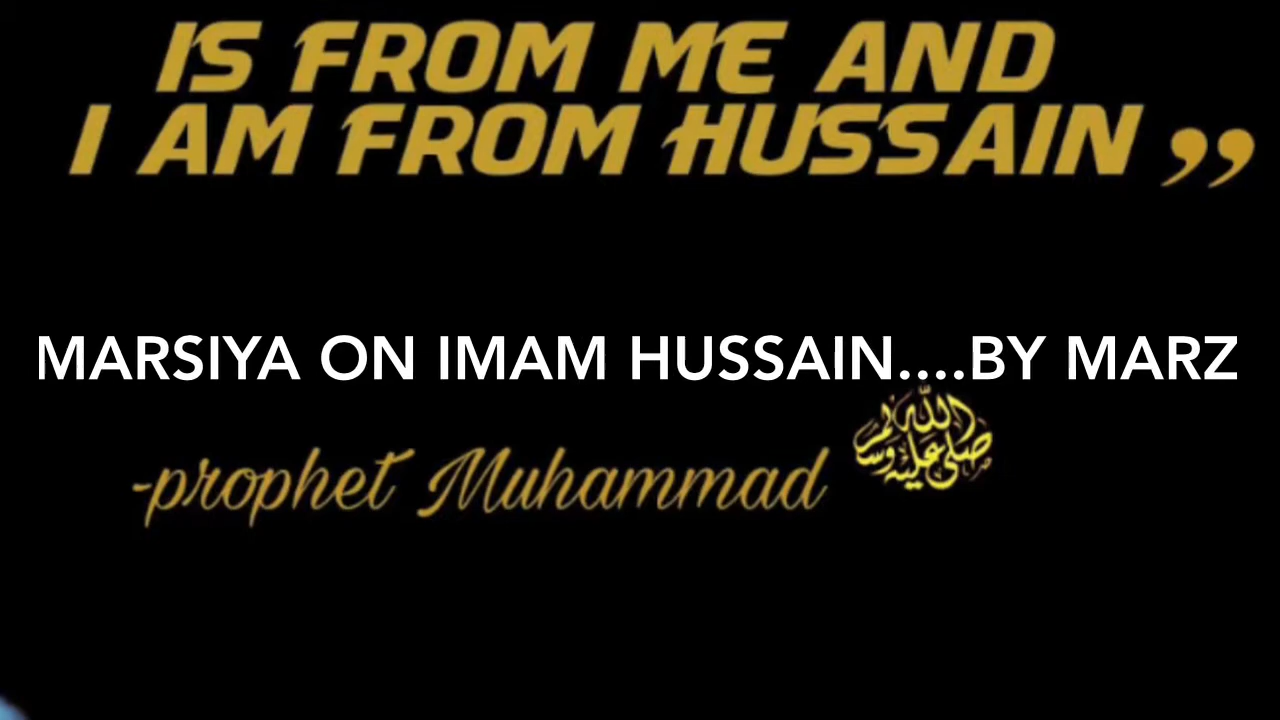 IS FROM ME AND
I AM FROM HUSSAIN ”
MARSIYA ON IMAM HUSSAIN....BY MARZ
-prophet Muhammad صلى الله عليه وسلم